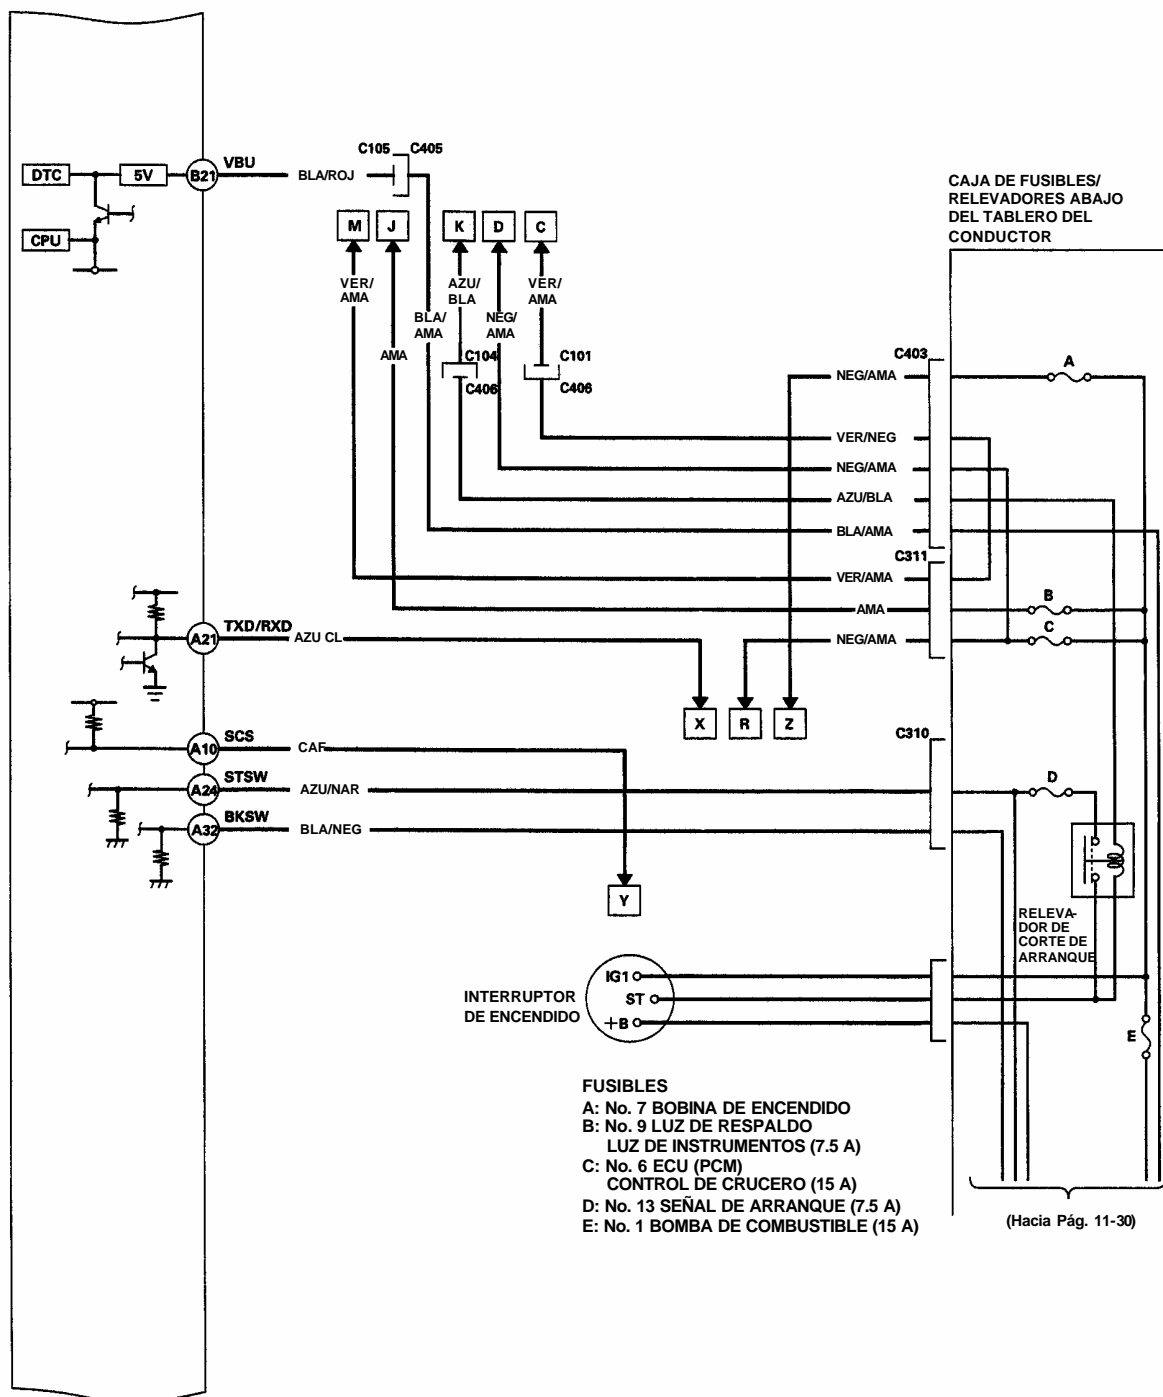 C105 C405
DTC 5V B21 VBU BLA/ROJ
CPU
CAJA DE FUSIBLES/
RELEVADORES ABAJO
DEL TABLERO DEL
CONDUCTOR
M J K D C
VER/
AMA
AZU/
BLA
VER/
AMA
BLA/
AMA
NEG/
AMA
AMA
C104
C406
C101
C406
C403
A
NEG/AMA
VER/NEG
NEG/AMA
AZU/BLA
BLA/AMA
C311
VER/AMA
AMA
B
NEG/AMA
C
A21 TXD/RXD AZU CL
X R Z
C310
A10 SCS CAF
A24 STSW AZU/NAR
D
A32 BKSW BLA/NEG
Y
RELEVA-
DOR DE
CORTE DE
ARRANQUE
INTERRUPTOR
DE ENCENDIDO
IG1
ST
+B
E
FUSIBLES
A: No. 7 BOBINA DE ENCENDIDO
B: No. 9 LUZ DE RESPALDO
LUZ DE INSTRUMENTOS (7.5 A)
C: No. 6 ECU (PCM)
CONTROL DE CRUCERO (15 A)
D: No. 13 SEÑAL DE ARRANQUE (7.5 A)
E: No. 1 BOMBA DE COMBUSTIBLE (15 A)
(Hacia Pág. 11-30)